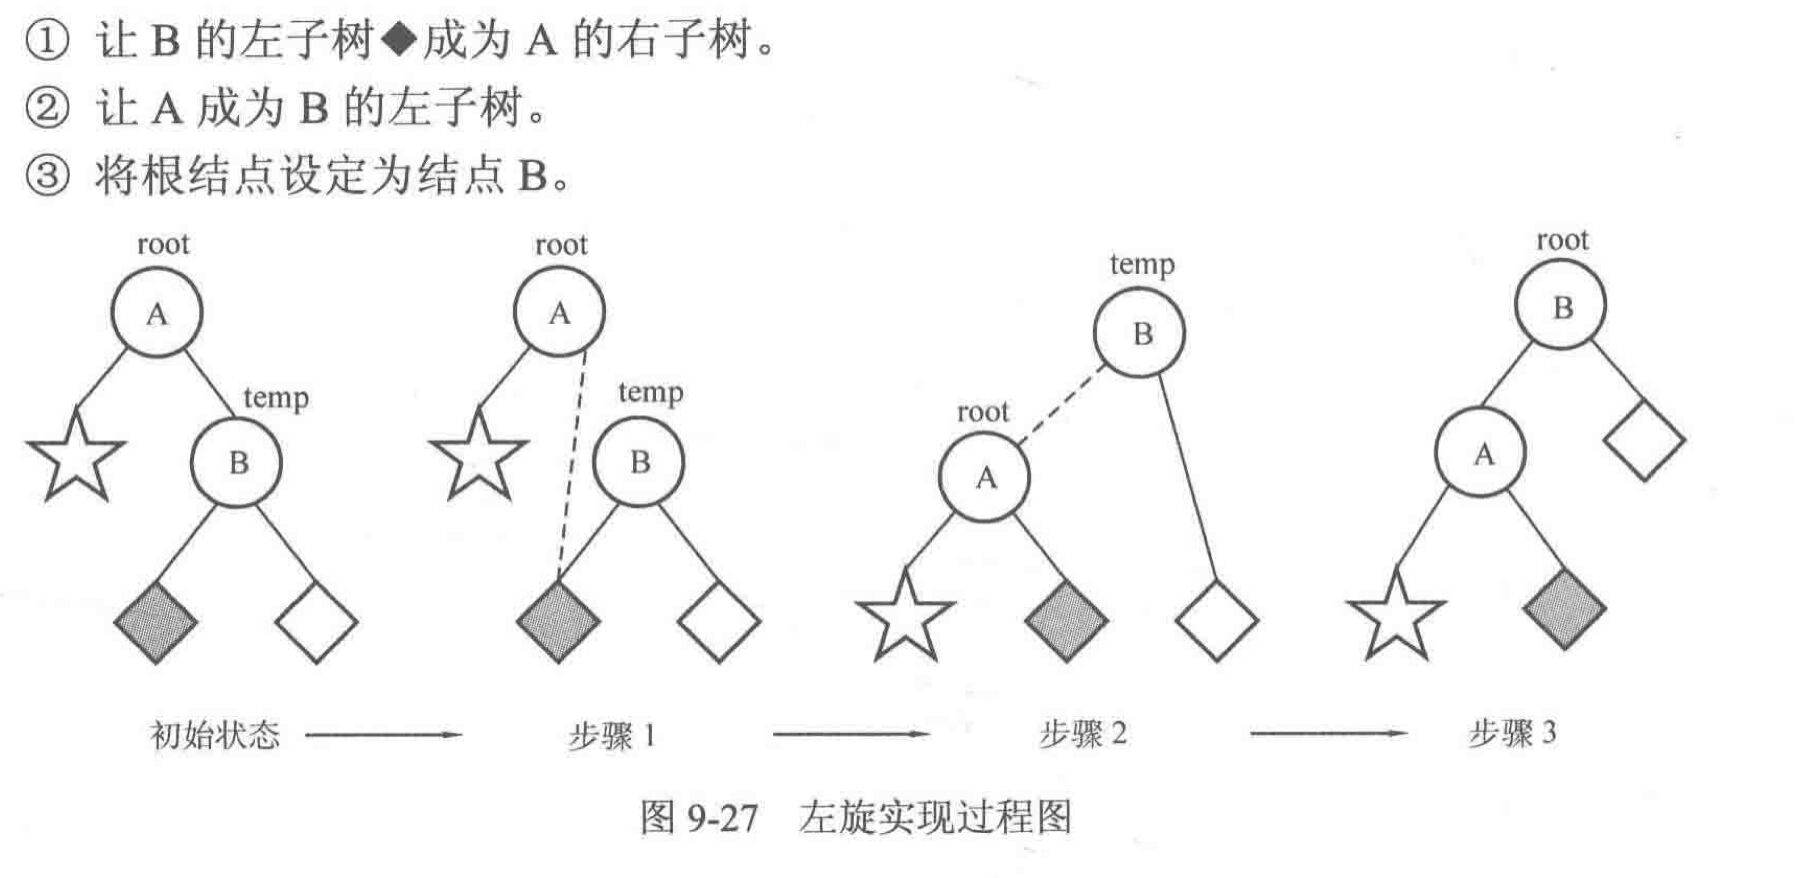 ① 让 B 的左子树◆成为 A 的右子树。
② 让 A 成为 B 的左子树。
③ 将根结点设定为结点 B。
root
A
temp
B
root
A
temp
B
temp
B
root
A
root
B
A
初始状态
步骤 1
步骤 2
步骤 3
图 9-27 左旋实现过程图